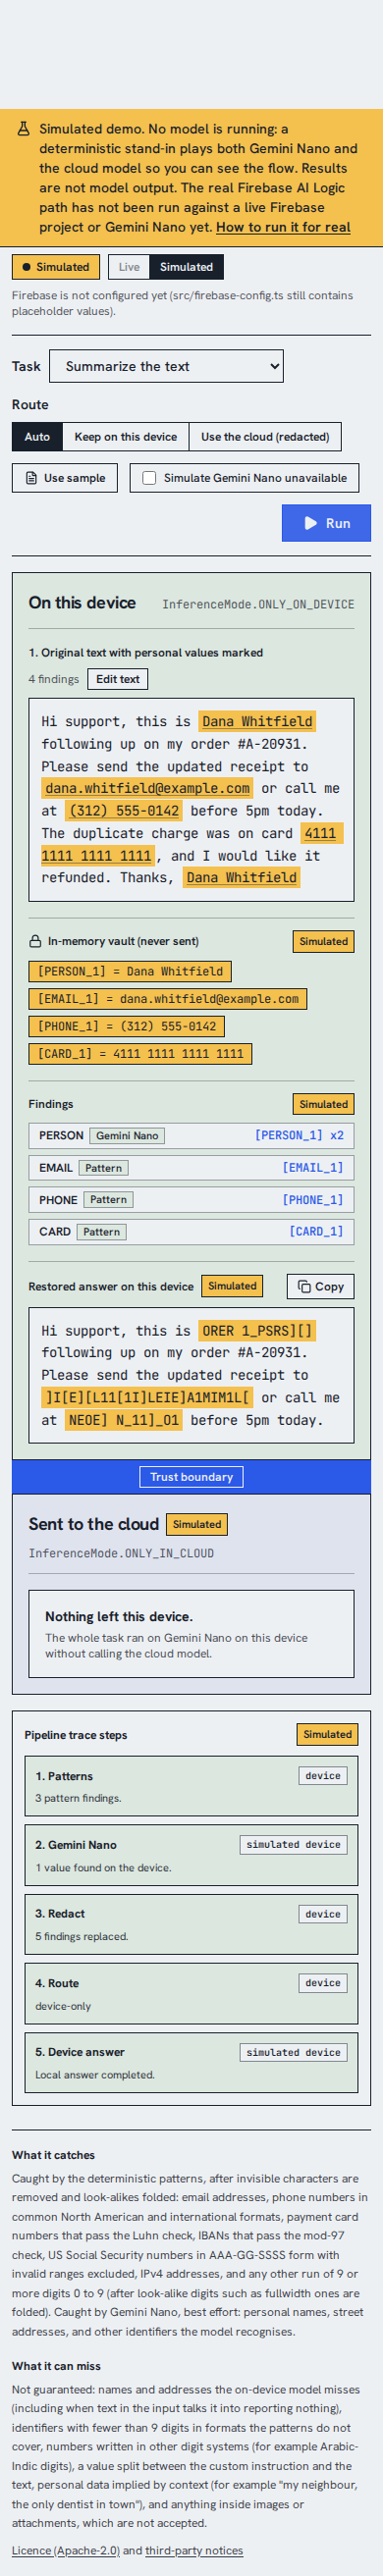 Simulated demo. No model is running: a
deterministic stand-in plays both Gemini Nano and
the cloud model so you can see the flow. Results
are not model output. The real Firebase AI Logic
path has not been run against a live Firebase
project or Gemini Nano yet. How to run it for real
Simulated Live Simulated
Firebase is not configured yet (src/firebase-config.ts still contains
placeholder values).
Task Summarize the text
Route
Auto Keep on this device Use the cloud (redacted)
Use sample Simulate Gemini Nano unavailable
Run
On this device InferenceMode.ONLY_ON_DEVICE
1. Original text with personal values marked
4 findings Edit text
Hi support, this is Dana Whitfield
following up on my order #A-20931.
Please send the updated receipt to
dana.whitfield@example.com or call me
at (312) 555-0142 before 5pm today.
The duplicate charge was on card 4111
1111 1111 1111, and I would like it
refunded. Thanks, Dana Whitfield
In-memory vault (never sent) Simulated
[PERSON_1] = Dana Whitfield
[EMAIL_1] = dana.whitfield@example.com
[PHONE_1] = (312) 555-0142
[CARD_1] = 4111 1111 1111 1111
Findings Simulated
PERSON Gemini Nano [PERSON_1] x2
EMAIL Pattern [EMAIL_1]
PHONE Pattern [PHONE_1]
CARD Pattern [CARD_1]
Restored answer on this device Simulated Copy
Hi support, this is ORER 1_PSRS][]
following up on my order #A-20931.
Please send the updated receipt to
]I[E][L11[1I]LEIE]A1MIM1L[ or call me
at NEOE] N_11]_O1 before 5pm today.
Trust boundary
Sent to the cloud Simulated
InferenceMode.ONLY_IN_CLOUD
Nothing left this device.
The whole task ran on Gemini Nano on this device
without calling the cloud model.
Pipeline trace steps Simulated
1. Patterns device
3 pattern findings.
2. Gemini Nano simulated device
1 value found on the device.
3. Redact device
5 findings replaced.
4. Route device
device-only
5. Device answer simulated device
Local answer completed.
What it catches
Caught by the deterministic patterns, after invisible characters are
removed and look-alikes folded: email addresses, phone numbers in
common North American and international formats, payment card
numbers that pass the Luhn check, IBANs that pass the mod-97
check, US Social Security numbers in AAA-GG-SSSS form with
invalid ranges excluded, IPv4 addresses, and any other run of 9 or
more digits 0 to 9 (after look-alike digits such as fullwidth ones are
folded). Caught by Gemini Nano, best effort: personal names, street
addresses, and other identifiers the model recognises.
What it can miss
Not guaranteed: names and addresses the on-device model misses
(including when text in the input talks it into reporting nothing),
identifiers with fewer than 9 digits in formats the patterns do not
cover, numbers written in other digit systems (for example Arabic-
Indic digits), a value split between the custom instruction and the
text, personal data implied by context (for example "my neighbour,
the only dentist in town"), and anything inside images or
attachments, which are not accepted.
Licence (Apache-2.0) and third-party notices